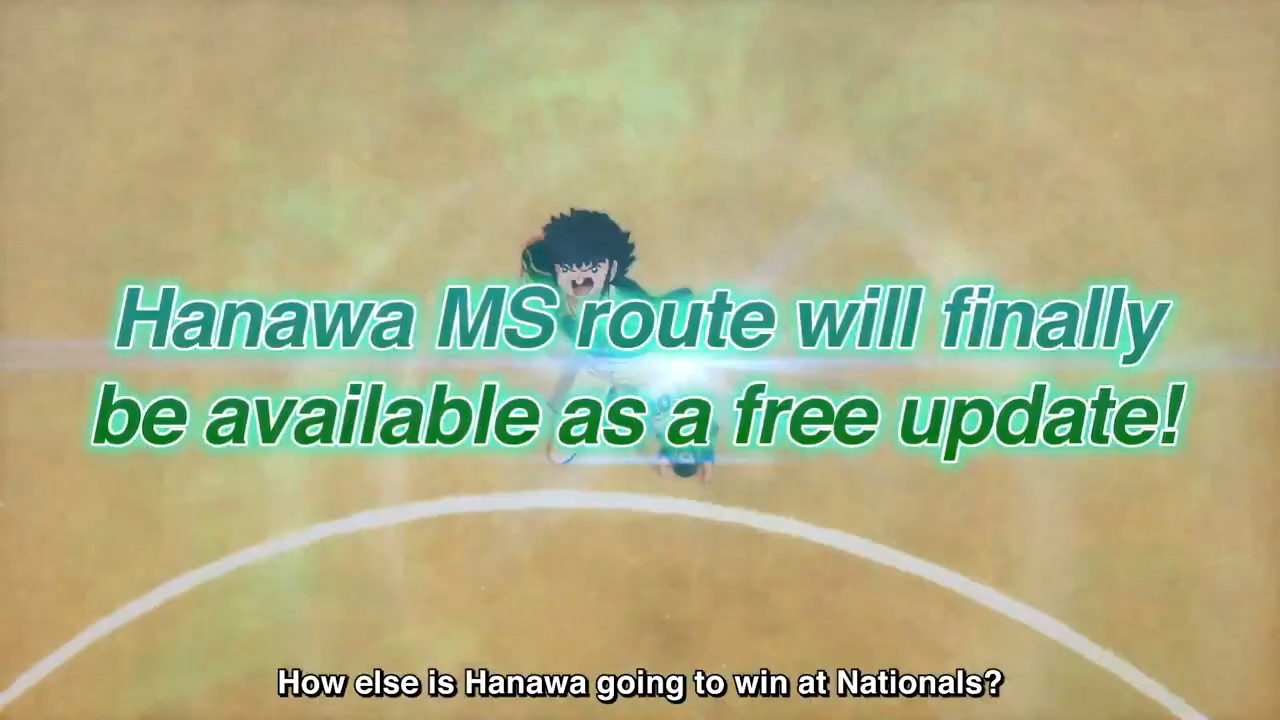 Hanawa MS route will finally
be available as a free update!
How else is Hanawa going to win at Nationals?